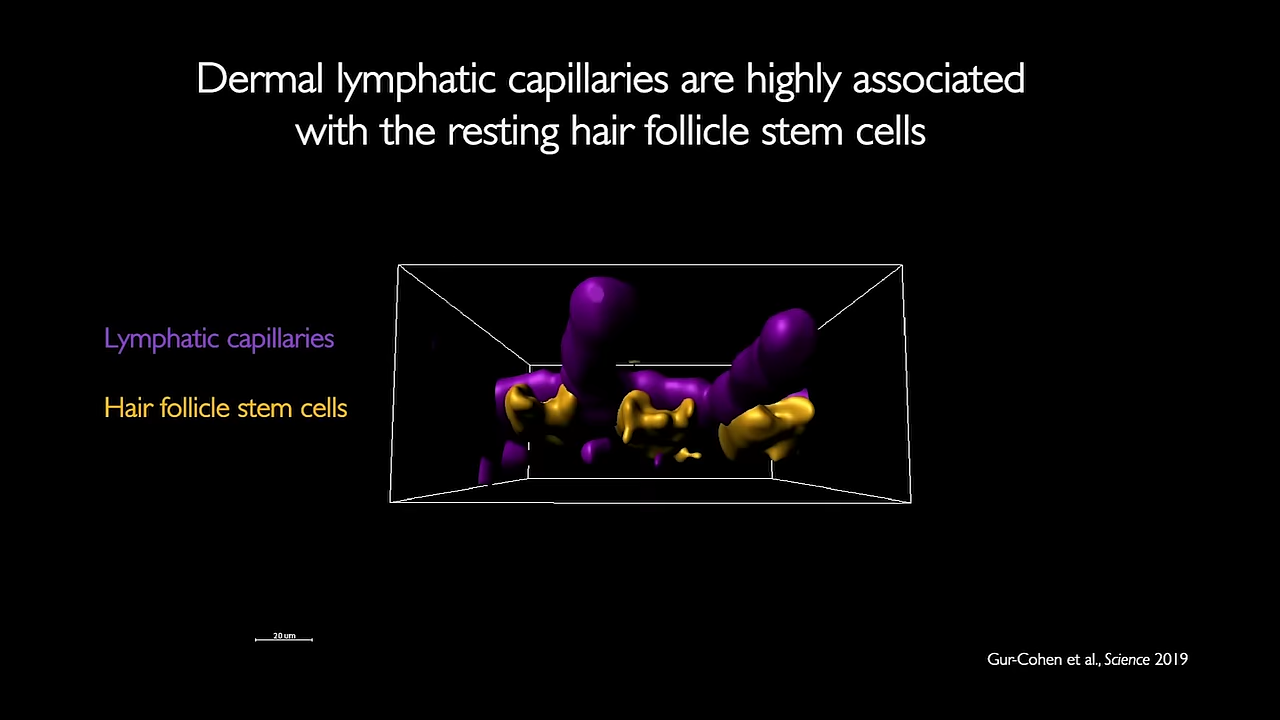 Dermal lymphatic capillaries are highly associated
with the resting hair follicle stem cells
Lymphatic capillaries
Hair follicle stem cells
20 um
Gur-Cohen et al., Science 2019